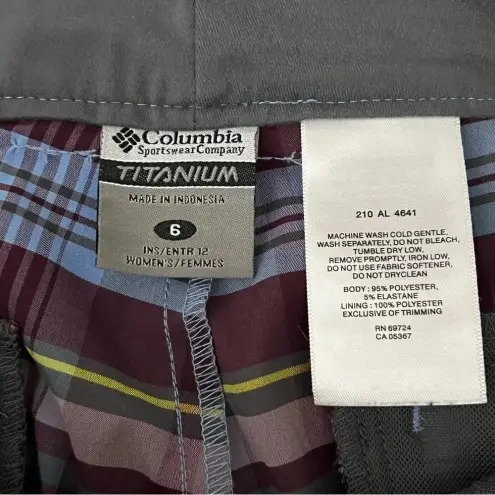 Columbia
Sportswear Company
TITANIUM
MADE IN INDONESIA
6
INS/ENTR 12
WOMEN'S/FEMMES
210 AL 4641
MACHINE WASH COLD GENTLE,
WASH SEPARATELY, DO NOT BLEACH,
TUMBLE DRY LOW,
REMOVE PROMPTLY, IRON LOW,
DO NOT USE FABRIC SOFTENER,
DO NOT DRYCLEAN
BODY : 95% POLYESTER,
5% ELASTANE
LINING : 100% POLYESTER
EXCLUSIVE OF TRIMMING
RN 69724
CA 05367